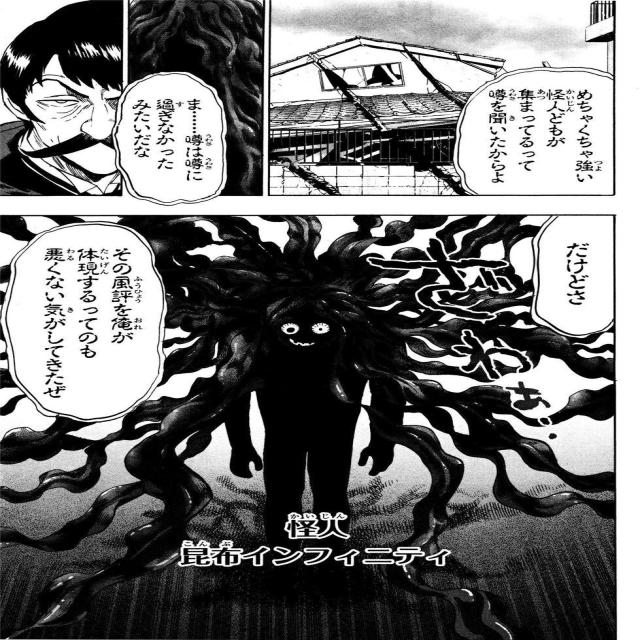 めちゃくちゃ強い
怪人どもが
集まってるって
噂を聞いたからよ
ま……噂は噂に
過ぎなかった
みたいだな
だけどさ
ざわぁ…
その風評を俺が
体現するってのも
悪くない気がしてきたぜ
怪人
昆布インフィニティ